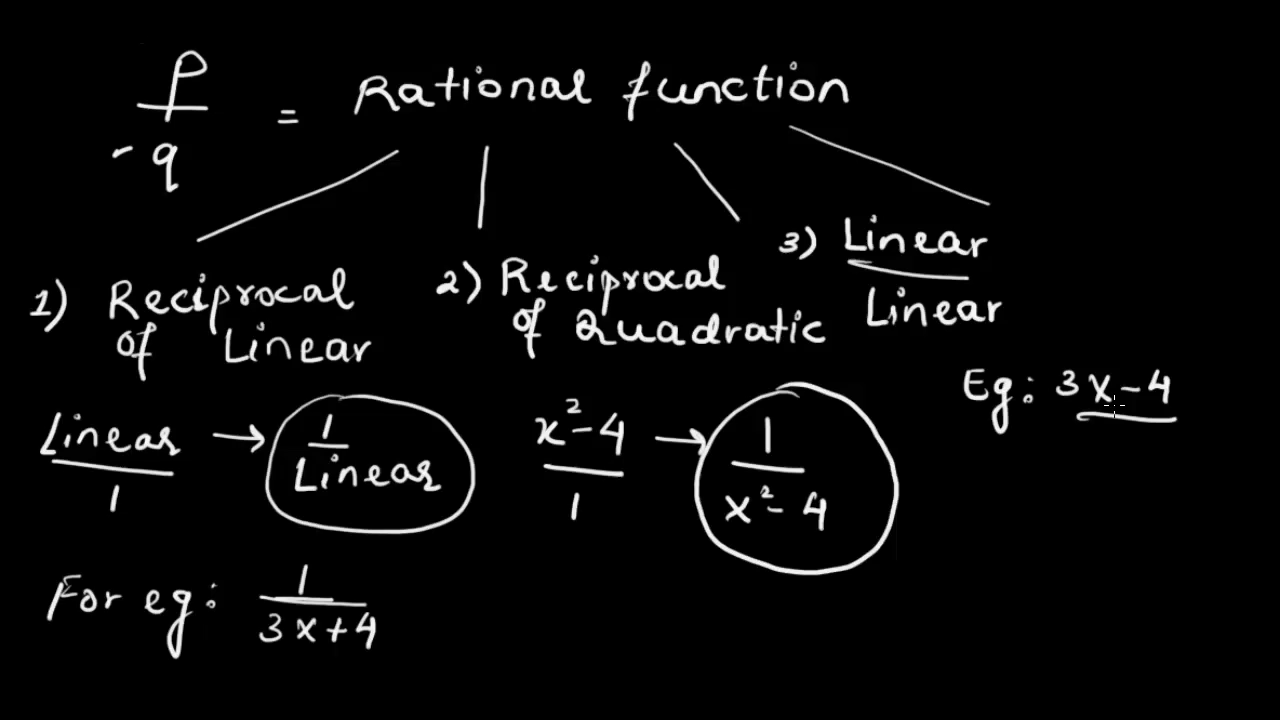 p/q = Rational function
1) Reciprocal
of Linear
2) Reciprocal
of Quadratic
3) Linear
Linear
Linear/1 → 1/Linear
x²-4/1 → 1/x²-4
Eg: 3x-4
For eg: 1/3x+4